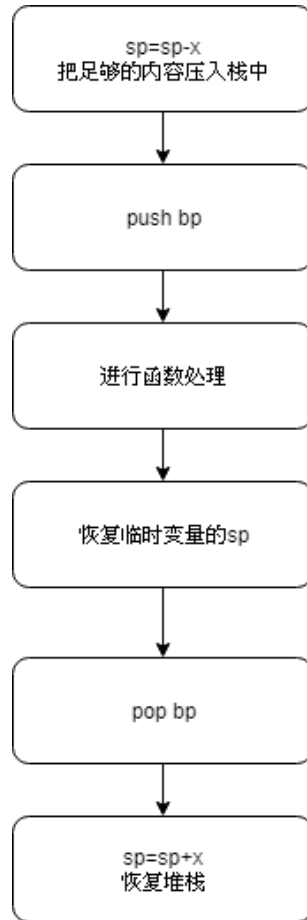 sp=sp-x
把足够的内容压入栈中
push bp
进行函数处理
恢复临时变量的sp
pop bp
sp=sp+x
恢复堆栈